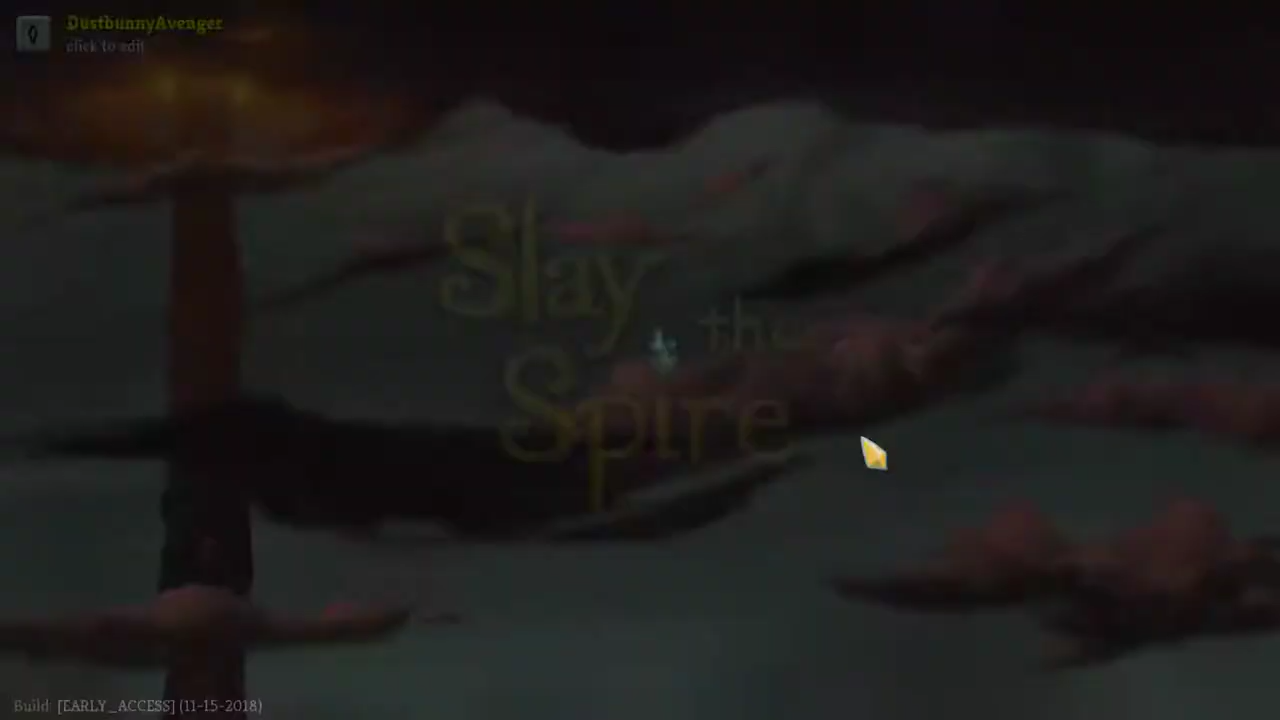 DustbunnyAvenger
click to edit
Slay
the
Spire
Build: [EARLY_ACCESS] (11-15-2018)